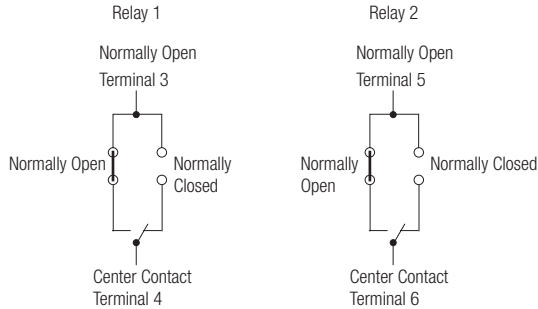 Relay 1
Normally Open
Terminal 3
Normally Open
Normally
Closed
Center Contact
Terminal 4
Relay 2
Normally Open
Terminal 5
Normally
Open
Normally Closed
Center Contact
Terminal 6